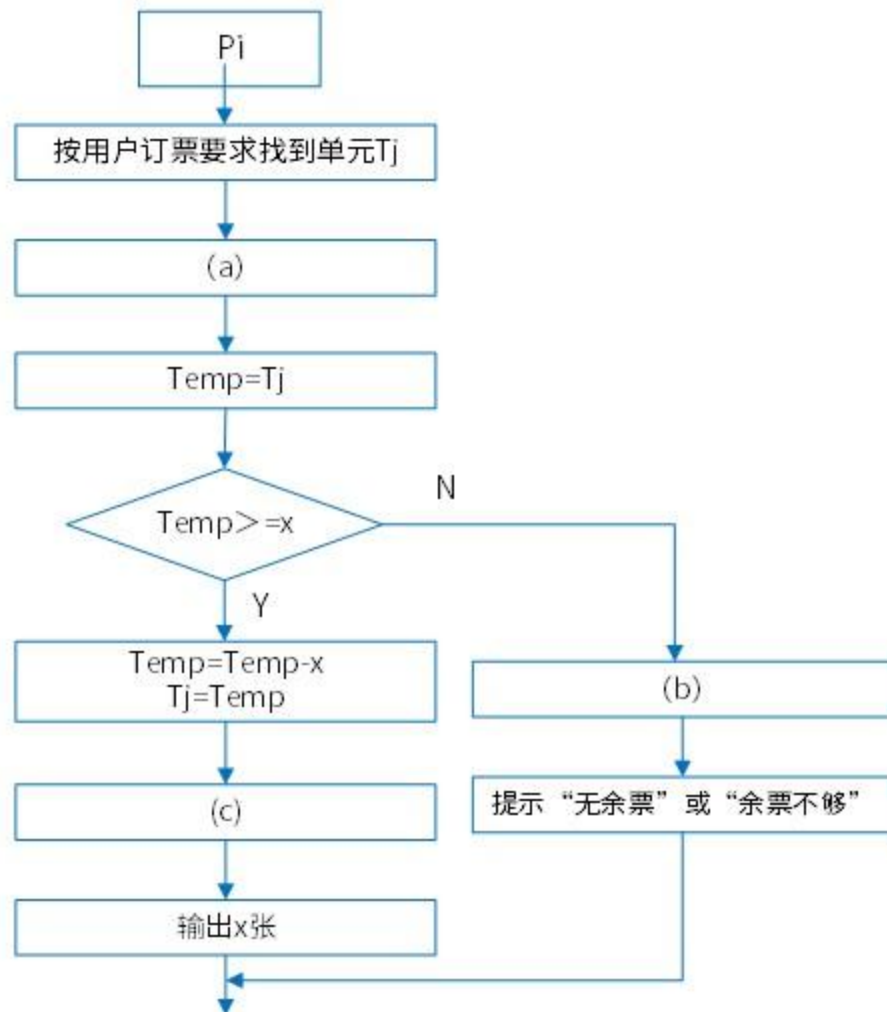 Pi
按用户订票要求找到单元Tj
(a)
Temp=Tj
Temp＞=x
N
Y
Temp=Temp-x
Tj=Temp
(b)
(c)
提示“无余票”或“余票不够”
输出x张